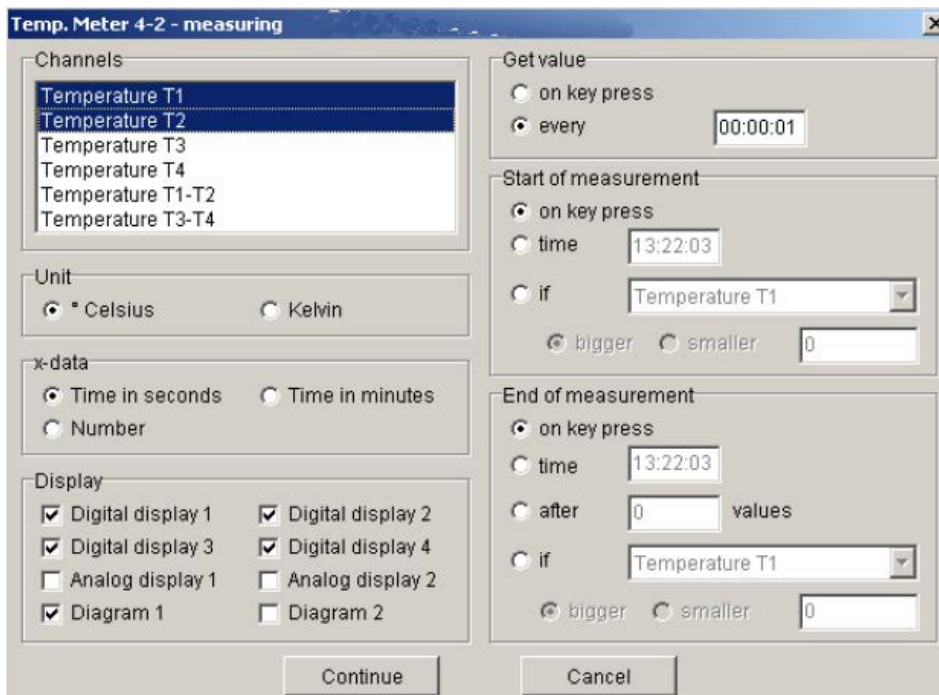 Temp. Meter 4-2 - measuring
Channels
Temperature T1
Temperature T2
Temperature T3
Temperature T4
Temperature T1-T2
Temperature T3-T4
Unit
° Celsius Kelvin
x-data
Time in seconds Time in minutes
Number
Display
Digital display 1 Digital display 2
Digital display 3 Digital display 4
Analog display 1 Analog display 2
Diagram 1 Diagram 2
Get value
on key press
every 00:00:01
Start of measurement
on key press
time 13:22:03
if Temperature T1
bigger smaller 0
End of measurement
on key press
time 13:22:03
after 0 values
if Temperature T1
bigger smaller 0
Continue Cancel